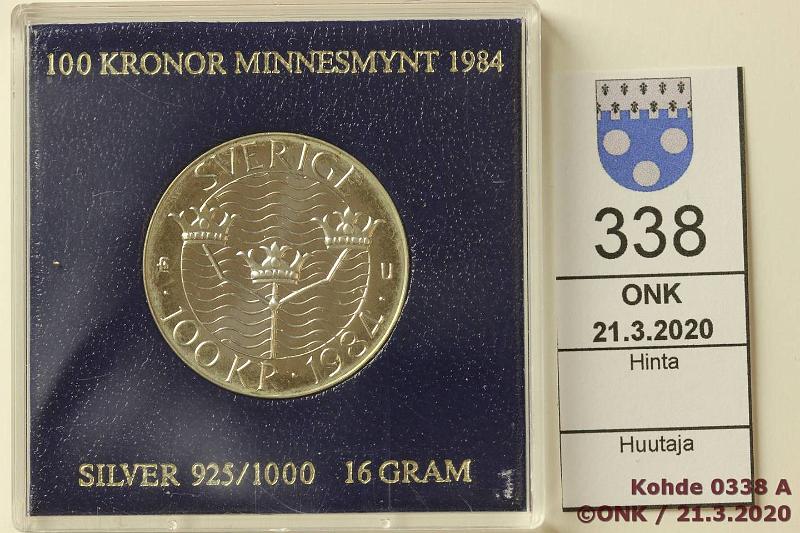 100 KRONOR MINNESMYNT 1984
SVERIGE
U
100 KR · 1984
SILVER 925/1000 16 GRAM
338
ONK
21.3.2020
Hinta
Huutaja
Kohde 0338 A
©ONK / 21.3.2020